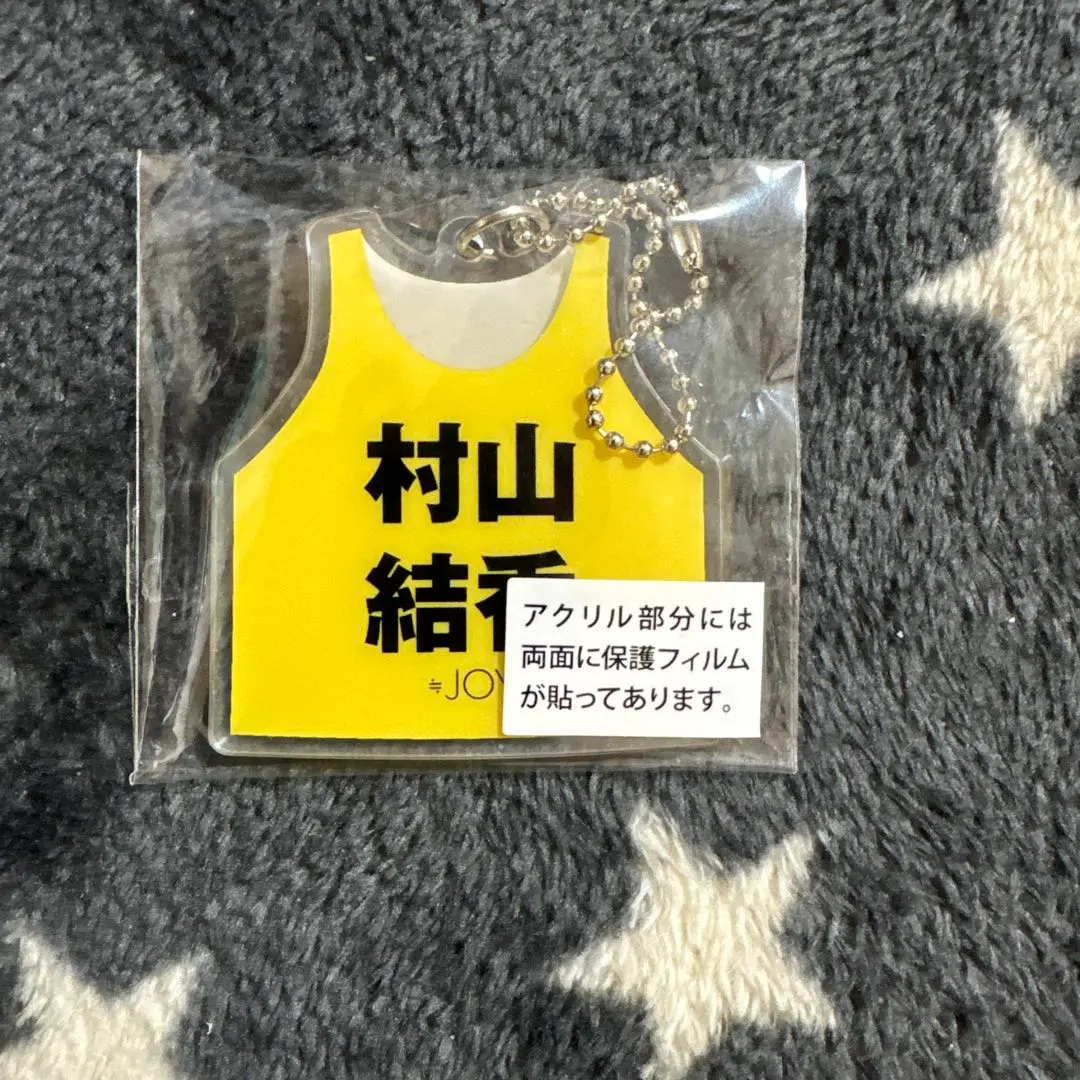 村山
結香
≒JOY
アクリル部分には
両面に保護フィルム
が貼ってあります。